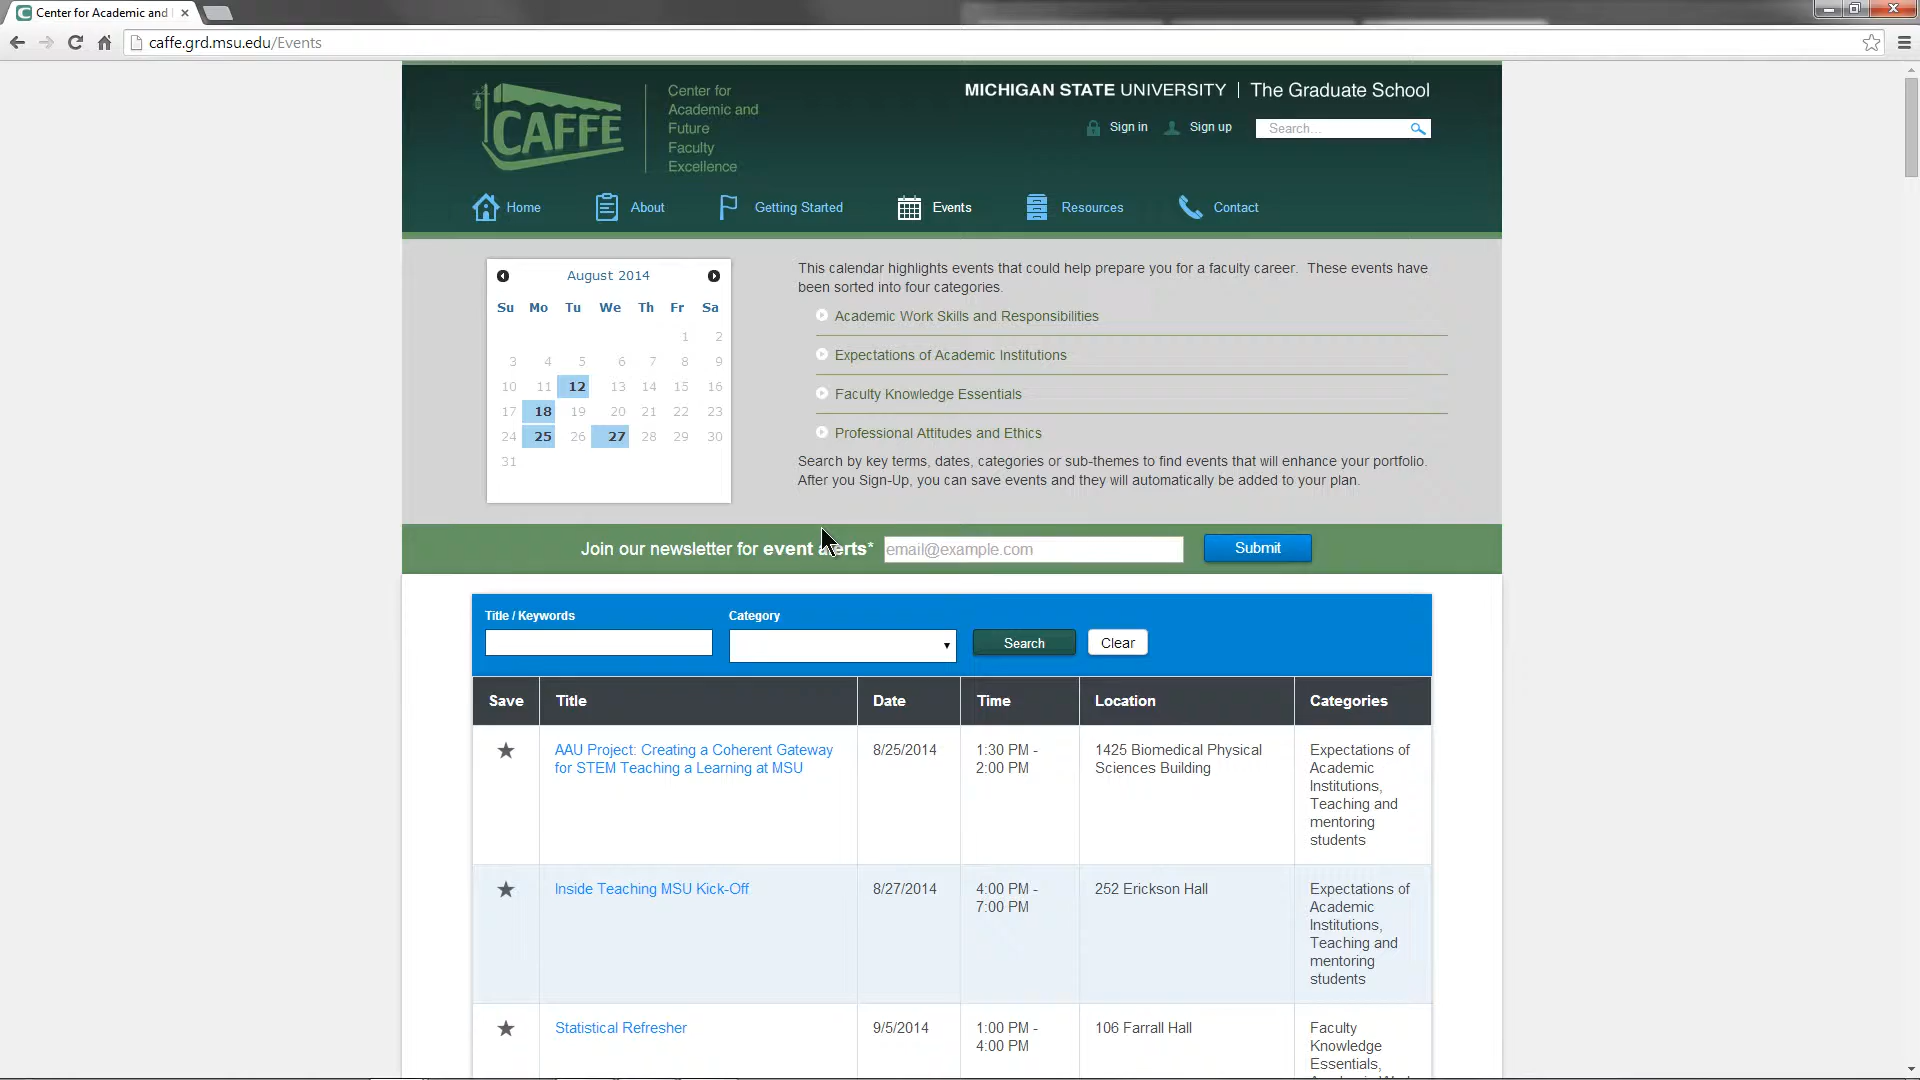 Center for Academic and
caffe.grd.msu.edu/Events
CAFFE
Center for
Academic and
Future
Faculty
Excellence
MICHIGAN STATE UNIVERSITY | The Graduate School
Sign in Sign up Search...
Home About Getting Started Events Resources Contact
August 2014
Su Mo Tu We Th Fr Sa
1 2
3 4 5 6 7 8 9
10 11 12 13 14 15 16
17 18 19 20 21 22 23
24 25 26 27 28 29 30
31
This calendar highlights events that could help prepare you for a faculty career. These events have
been sorted into four categories.
Academic Work Skills and Responsibilities
Expectations of Academic Institutions
Faculty Knowledge Essentials
Professional Attitudes and Ethics
Search by key terms, dates, categories or sub-themes to find events that will enhance your portfolio.
After you Sign-Up, you can save events and they will automatically be added to your plan.
Join our newsletter for event alerts* email@example.com Submit
Title / Keywords Category
Search Clear
Save Title Date Time Location Categories
AAU Project: Creating a Coherent Gateway 8/25/2014 1:30 PM - 1425 Biomedical Physical Expectations of
for STEM Teaching a Learning at MSU 2:00 PM Sciences Building Academic
Institutions,
Teaching and
mentoring
students
Inside Teaching MSU Kick-Off 8/27/2014 4:00 PM - 252 Erickson Hall Expectations of
7:00 PM Academic
Institutions,
Teaching and
mentoring
students
Statistical Refresher 9/5/2014 1:00 PM - 106 Farrall Hall Faculty
4:00 PM Knowledge
Essentials,